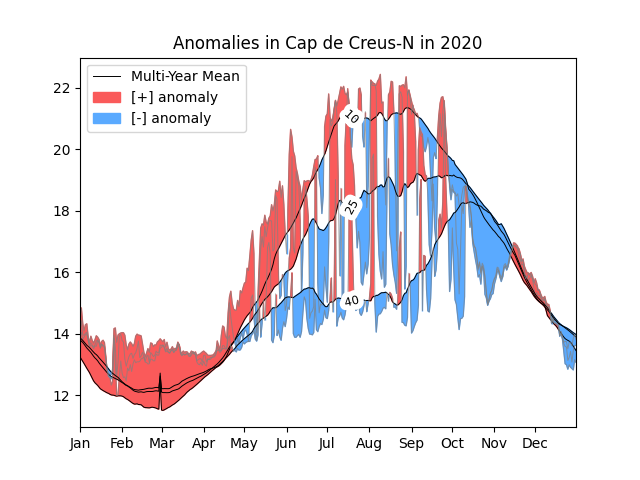 Anomalies in Cap de Creus-N in 2020
Multi-Year Mean
[+] anomaly
[-] anomaly
22
20
18
16
14
12
10
25
40
Jan Feb Mar Apr May Jun Jul Aug Sep Oct Nov Dec